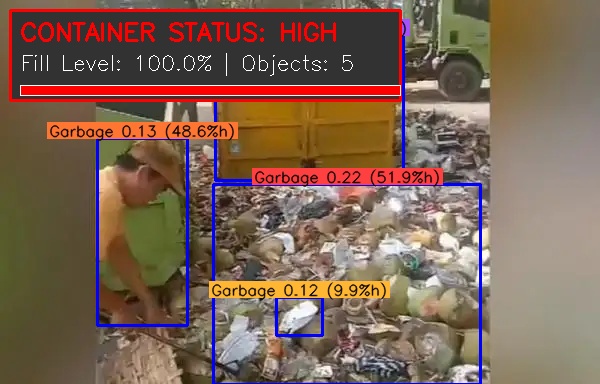 CONTAINER STATUS: HIGH
Fill Level: 100.0% | Objects: 5
Garbage 0.13 (48.6%h)
Garbage 0.22 (51.9%h)
Garbage 0.12 (9.9%h)